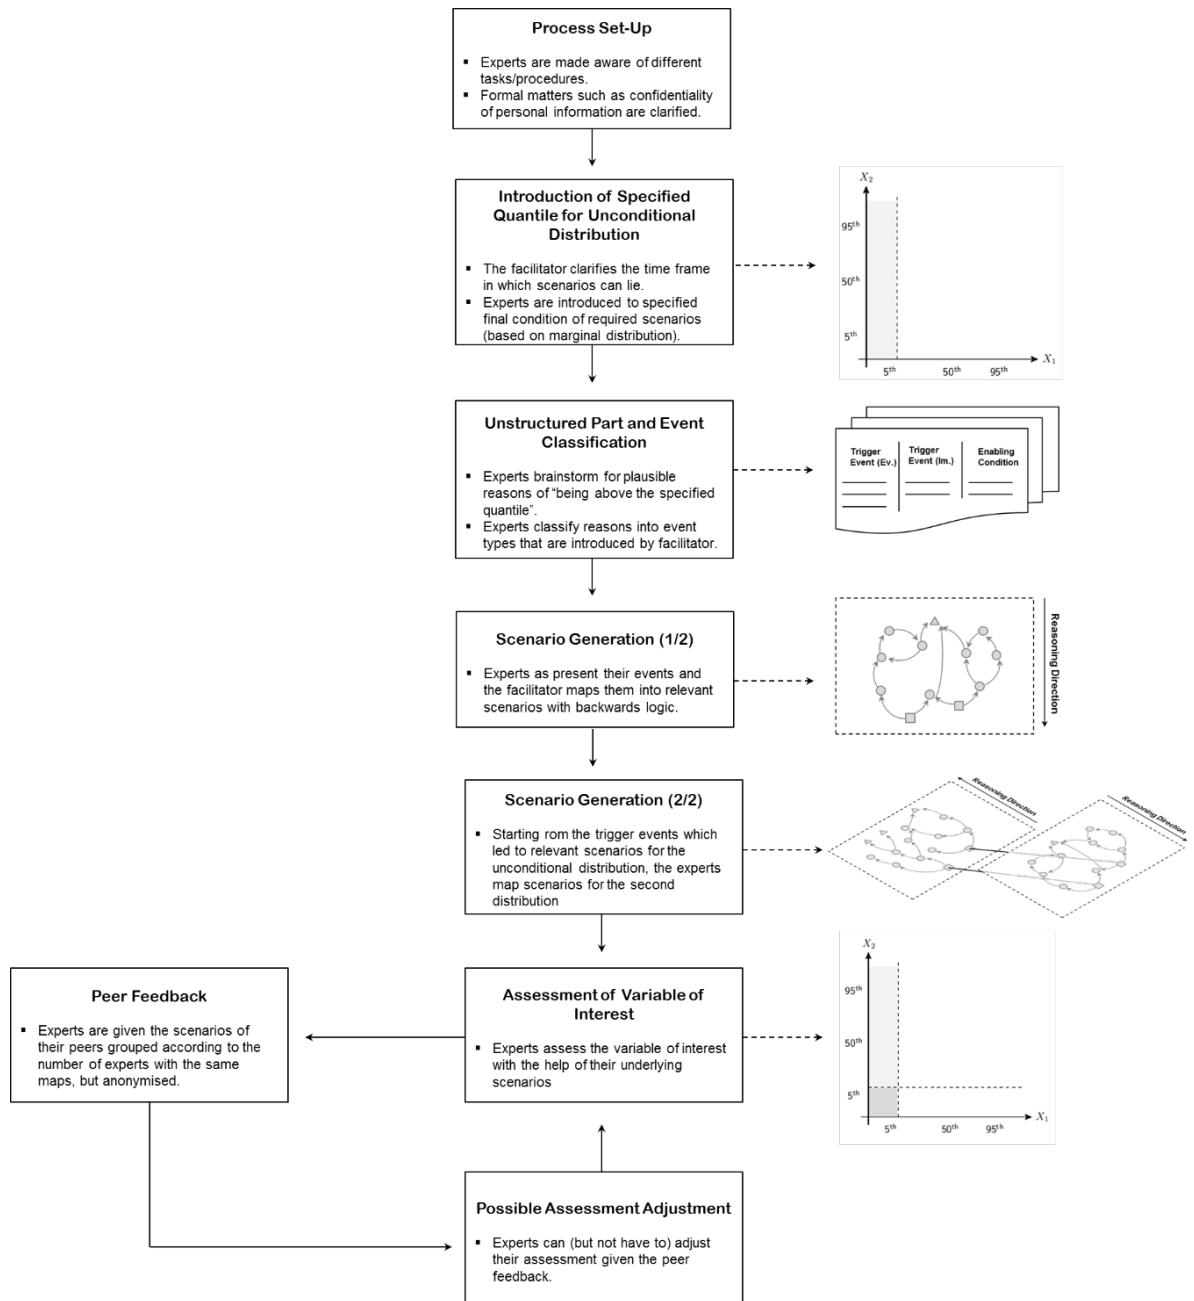 Process Set-Up
▪ Experts are made aware of different
tasks/procedures.
▪ Formal matters such as confidentiality
of personal information are clarified.
Introduction of Specified
Quantile for Unconditional
Distribution
▪ The facilitator clarifies the time frame
in which scenarios can lie.
▪ Experts are introduced to specified
final condition of required scenarios
(based on marginal distribution).
X₂
95th
50th
5th
5th 50th 95th
X₁
Unstructured Part and Event
Classification
▪ Experts brainstorm for plausible
reasons of "being above the specified
quantile".
▪ Experts classify reasons into event
types that are introduced by facilitator.
Trigger
Event (Ev.)
Trigger
Event (Im.)
Enabling
Condition
Scenario Generation (1/2)
▪ Experts as present their events and
the facilitator maps them into relevant
scenarios with backwards logic.
Reasoning Direction
Scenario Generation (2/2)
▪ Starting rom the trigger events which
led to relevant scenarios for the
unconditional distribution, the experts
map scenarios for the second
distribution
Reasoning Direction
Reasoning Direction
Peer Feedback
▪ Experts are given the scenarios of
their peers grouped according to the
number of experts with the same
maps, but anonymised.
Assessment of Variable of
Interest
▪ Experts assess the variable of interest
with the help of their underlying
scenarios
X₂
95th
50th
5th
5th 50th 95th
X₁
Possible Assessment Adjustment
▪ Experts can (but not have to) adjust
their assessment given the peer
feedback.